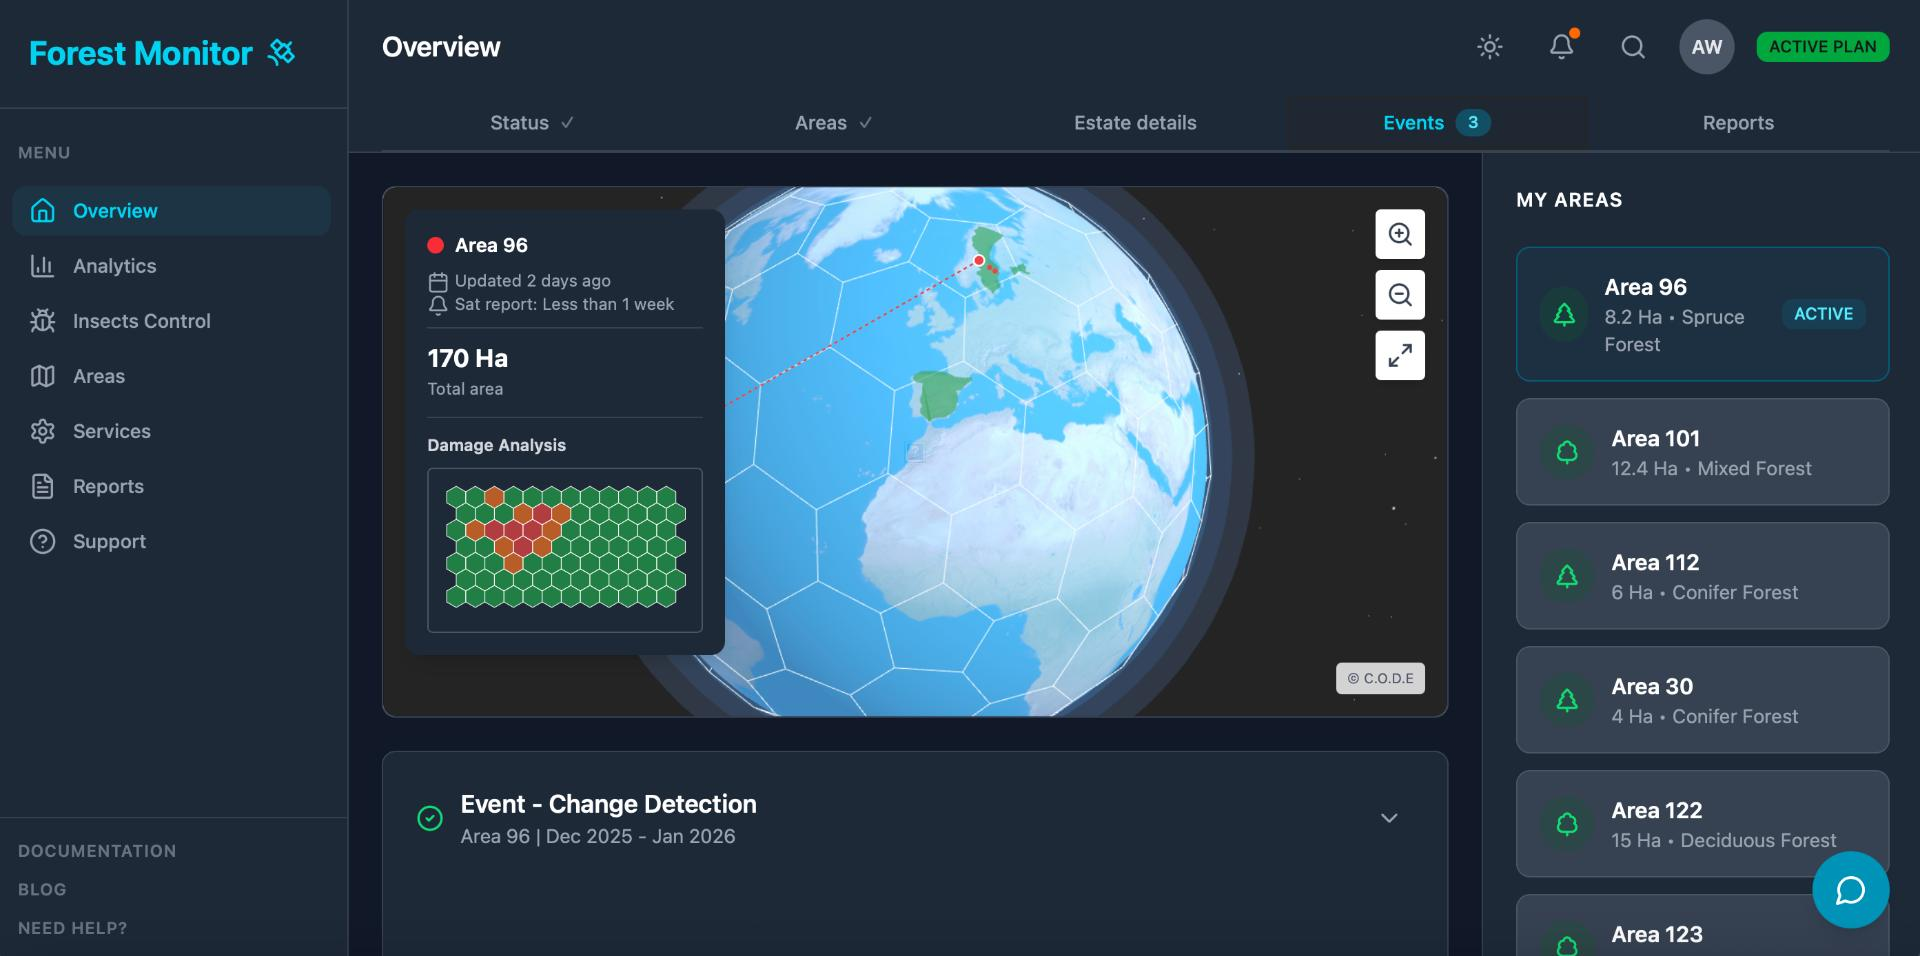 Forest Monitor
Overview
AW
ACTIVE PLAN
Status
Areas
Estate details
Events 3
Reports
MENU
Overview
Analytics
Insects Control
Areas
Services
Reports
Support
DOCUMENTATION
BLOG
NEED HELP?
Area 96
Updated 2 days ago
Sat report: Less than 1 week
170 Ha
Total area
Damage Analysis
© C.O.D.E
Event - Change Detection
Area 96 | Dec 2025 - Jan 2026
MY AREAS
Area 96
8.2 Ha • Spruce
Forest
ACTIVE
Area 101
12.4 Ha • Mixed Forest
Area 112
6 Ha • Conifer Forest
Area 30
4 Ha • Conifer Forest
Area 122
15 Ha • Deciduous Forest
Area 123